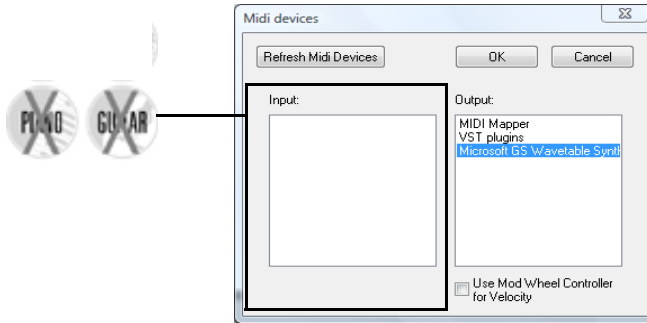 Midi devices
Refresh Midi Devices
OK
Cancel
PIANO
GUITAR
Input:
Output:
MIDI Mapper
VST plugins
Microsoft GS Wavetable Synth
Use Mod Wheel Controller
for Velocity